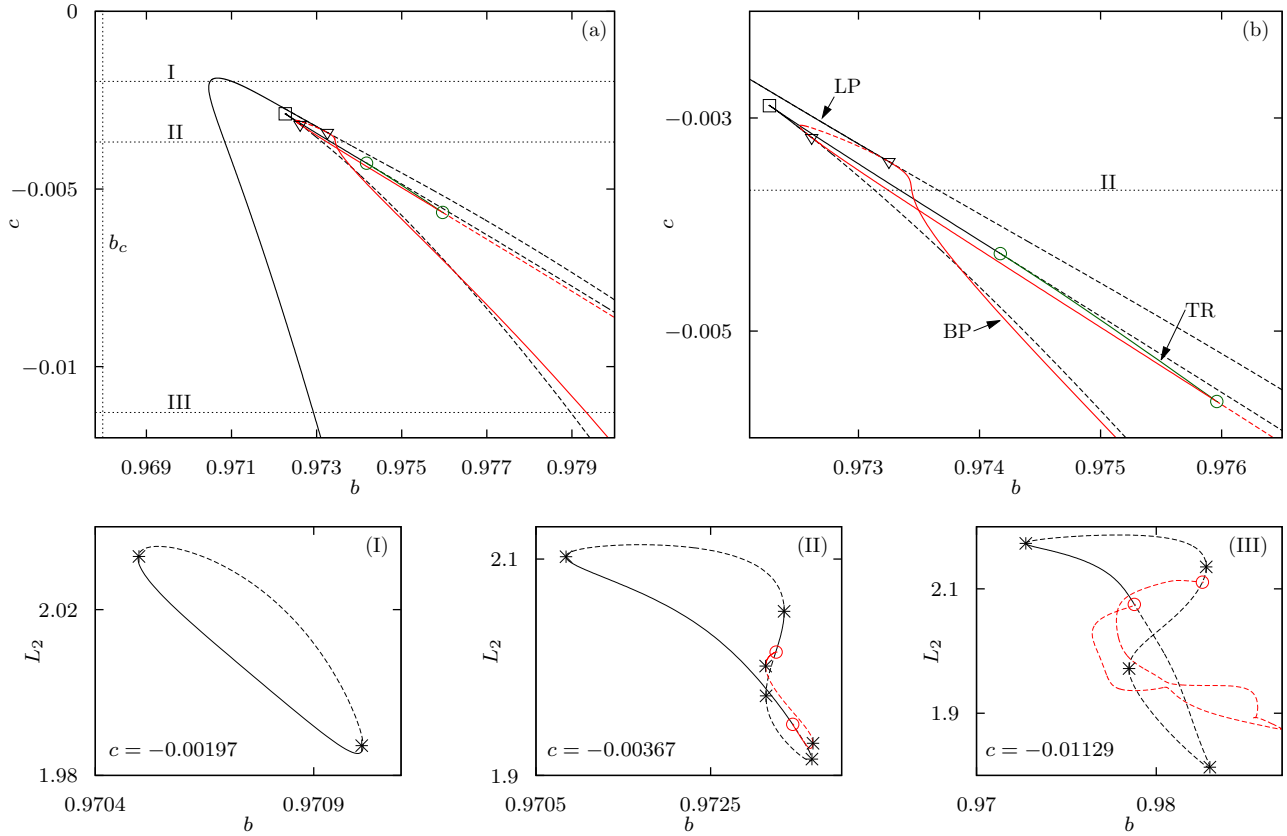 0
−0.005
−0.01
c
0.969
0.971
0.973
0.975
0.977
0.979
b
(a)
I
II
III
b_c
−0.003
−0.005
c
0.973
0.974
0.975
0.976
b
(b)
LP
II
TR
BP
2.02
1.98
L₂
0.9704
0.9709
b
(I)
c = −0.00197
2.1
1.9
L₂
0.9705
0.9725
b
(II)
c = −0.00367
2.1
1.9
L₂
0.97
0.98
b
(III)
c = −0.01129